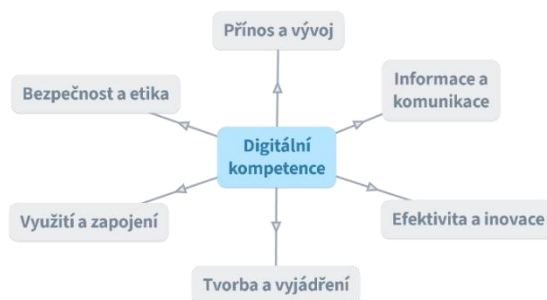 Přínos a vývoj
Informace a
komunikace
Bezpečnost a etika
Digitální
kompetence
Využití a zapojení
Efektivita a inovace
Tvorba a vyjádření